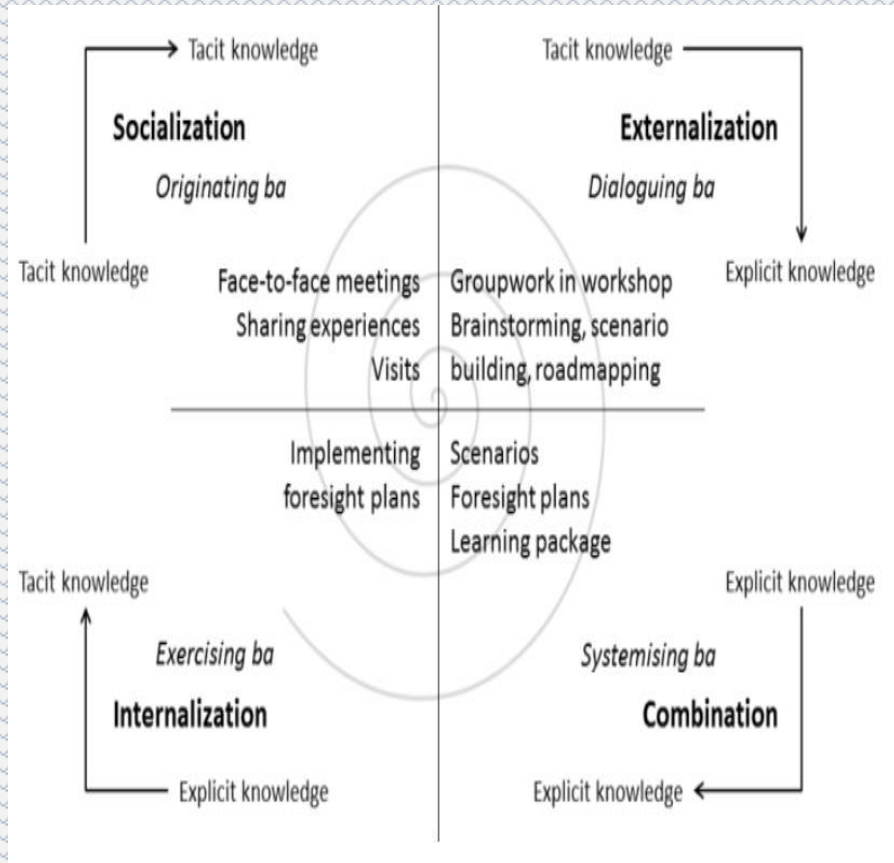 Tacit knowledge
Socialization
Originating ba
Tacit knowledge
Face-to-face meetings
Sharing experiences
Visits
Tacit knowledge
Externalization
Dialoguing ba
Explicit knowledge
Groupwork in workshop
Brainstorming, scenario
building, roadmapping
Implementing
foresight plans
Tacit knowledge
Exercising ba
Internalization
Explicit knowledge
Scenarios
Foresight plans
Learning package
Explicit knowledge
Systemising ba
Combination
Explicit knowledge